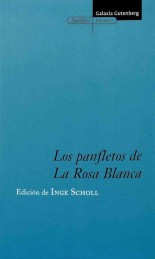 Galaxia Gutenberg
Los panfletos de
La Rosa Blanca
Edición de INGE SCHOLL